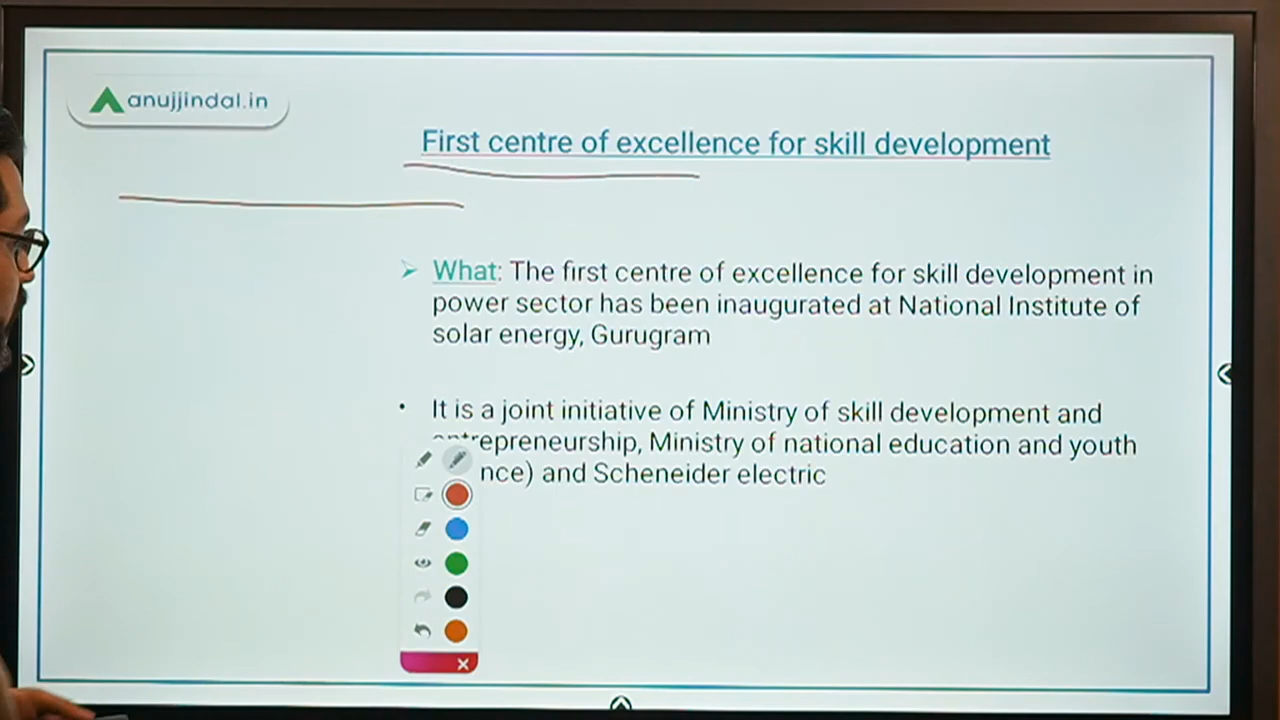 anujjindal.in
First centre of excellence for skill development
What: The first centre of excellence for skill development in
power sector has been inaugurated at National Institute of
solar energy, Gurugram
It is a joint initiative of Ministry of skill development and
repreneurship, Ministry of national education and youth
nce) and Scheneider electric